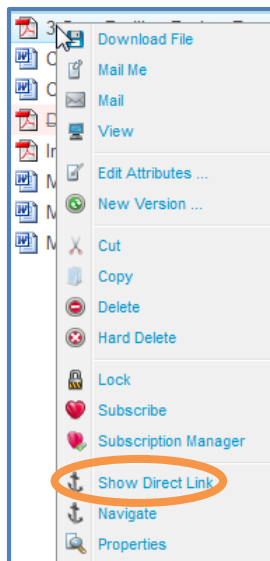 3
Download File
Mail Me
Mail
View
Edit Attributes ...
New Version ...
Cut
Copy
Delete
Hard Delete
Lock
Subscribe
Subscription Manager
Show Direct Link
Navigate
Properties